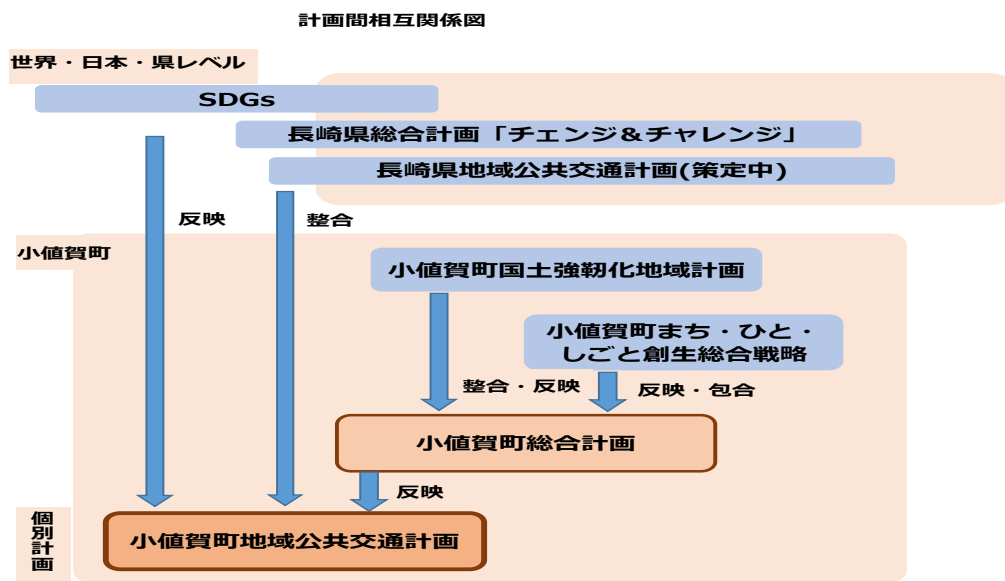 計画間相互関係図
世界・日本・県レベル
SDGs
長崎県総合計画「チェンジ＆チャレンジ」
長崎県地域公共交通計画(策定中)
反映
整合
小値賀町
小値賀町国土強靭化地域計画
小値賀町まち・ひと・
しごと創生総合戦略
整合・反映
反映・包合
小値賀町総合計画
反映
個別計画
小値賀町地域公共交通計画